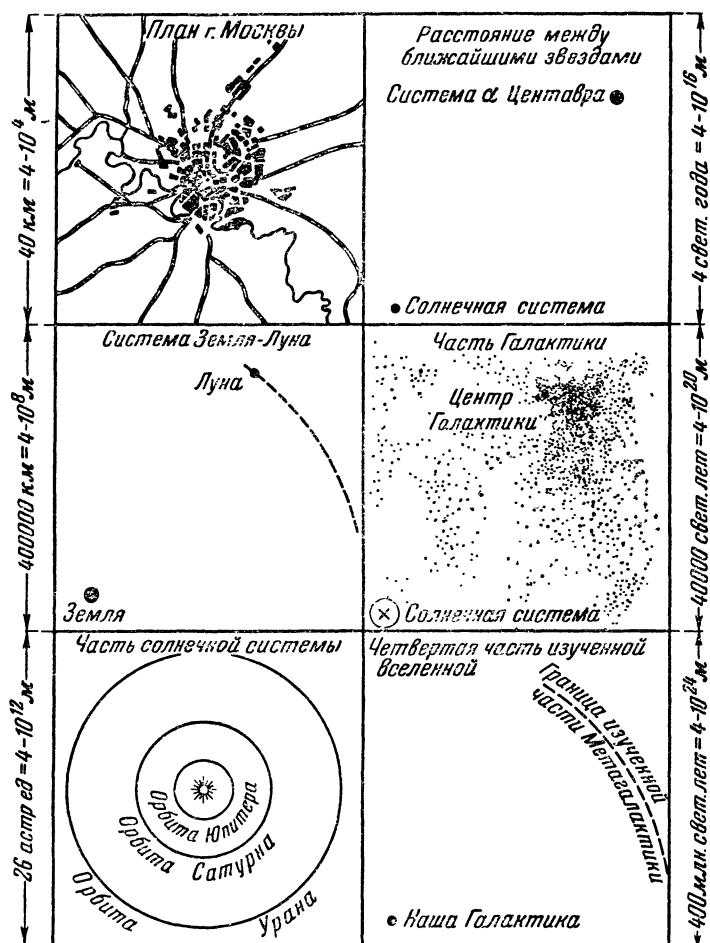 План г. Москвы
40 км = 4·10⁴ м
Расстояние между
ближайшими звездами
Система α Центавра
Солнечная система
4 свет. года = 4·10¹⁶ м
Система Земля-Луна
Луна
Земля
400000 км = 4·10⁸ м
Часть Галактики
Центр
Галактики
Солнечная система
40000 свет. лет = 4·10²⁰ м
Часть солнечной системы
Орбита Юпитера
Орбита Сатурна
Орбита Урана
26 астр ед = 4·10¹² м
Четвертая часть изученной
вселенной
Граница изученной
части Метагалактики
Наша Галактика
400 млн. свет. лет = 4·10²⁴ м